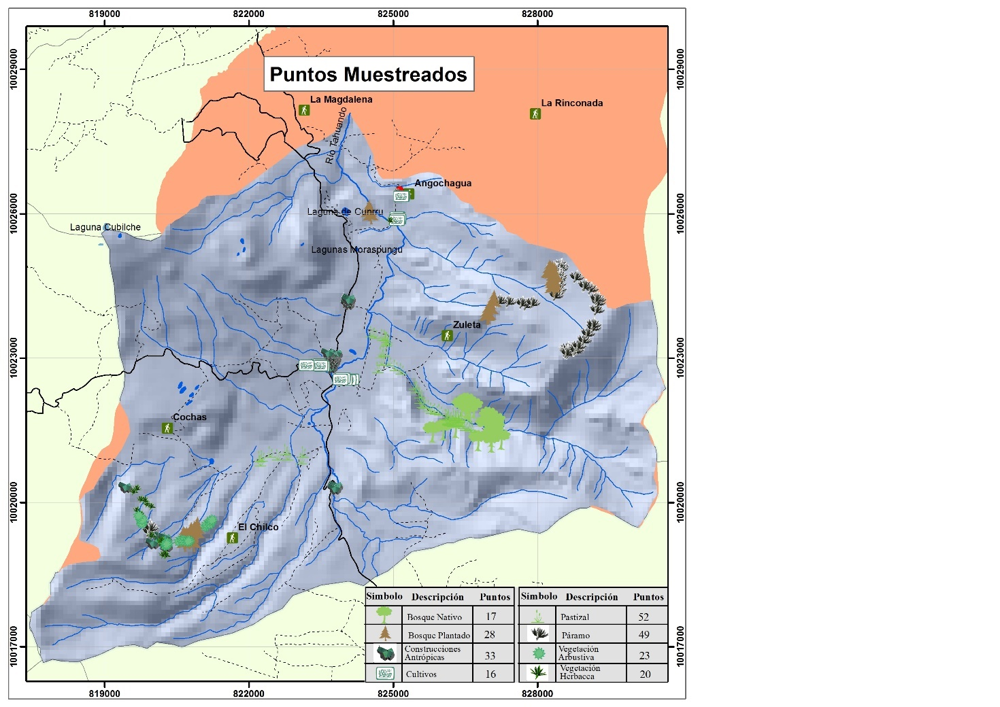 819000 822000 825000 828000
10029000
10029000
Puntos Muestreados
La Magdalena
La Rinconada
Río Tahuando
Angochagua
10026000
10026000
Laguna de Cunrru
Laguna Cubilche
Lagunas Moraspungu
Zuleta
10023000
10023000
Cochas
10020000
10020000
El Chilco
Símbolo Descripción Puntos
Bosque Nativo 17
Bosque Plantado 28
Construcciones
Antrópicas 33
Cultivos 16
Símbolo Descripción Puntos
Pastizal 52
Páramo 49
Vegetación
Arbustiva 23
Vegetación
Herbacea 20
10017000
10017000
819000 822000 825000 828000